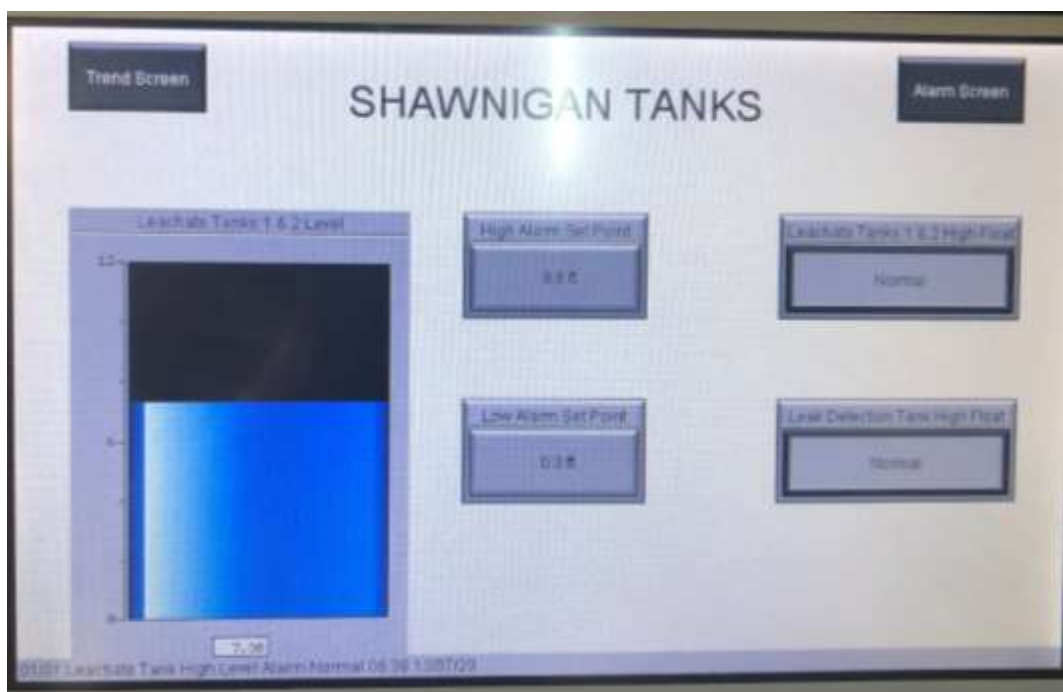 Trend Screen
SHAWNIGAN TANKS
Alarm Screen
Leachate Tanks 1 & 2 Level
12
6
0
High Alarm Set Point
Leachate Tanks 1 & 2 High Float
Normal
Low Alarm Set Point
Leak Detection Tank High Float
Normal
Leachate Tank High Level Alarm Normal